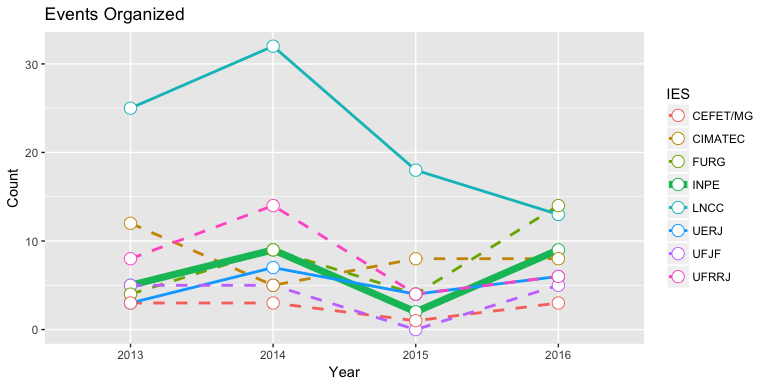 Events Organized
Count
30
20
10
0
2013 2014 2015 2016
Year
IES
CEFET/MG
CIMATEC
FURG
INPE
LNCC
UERJ
UFJF
UFRRJ